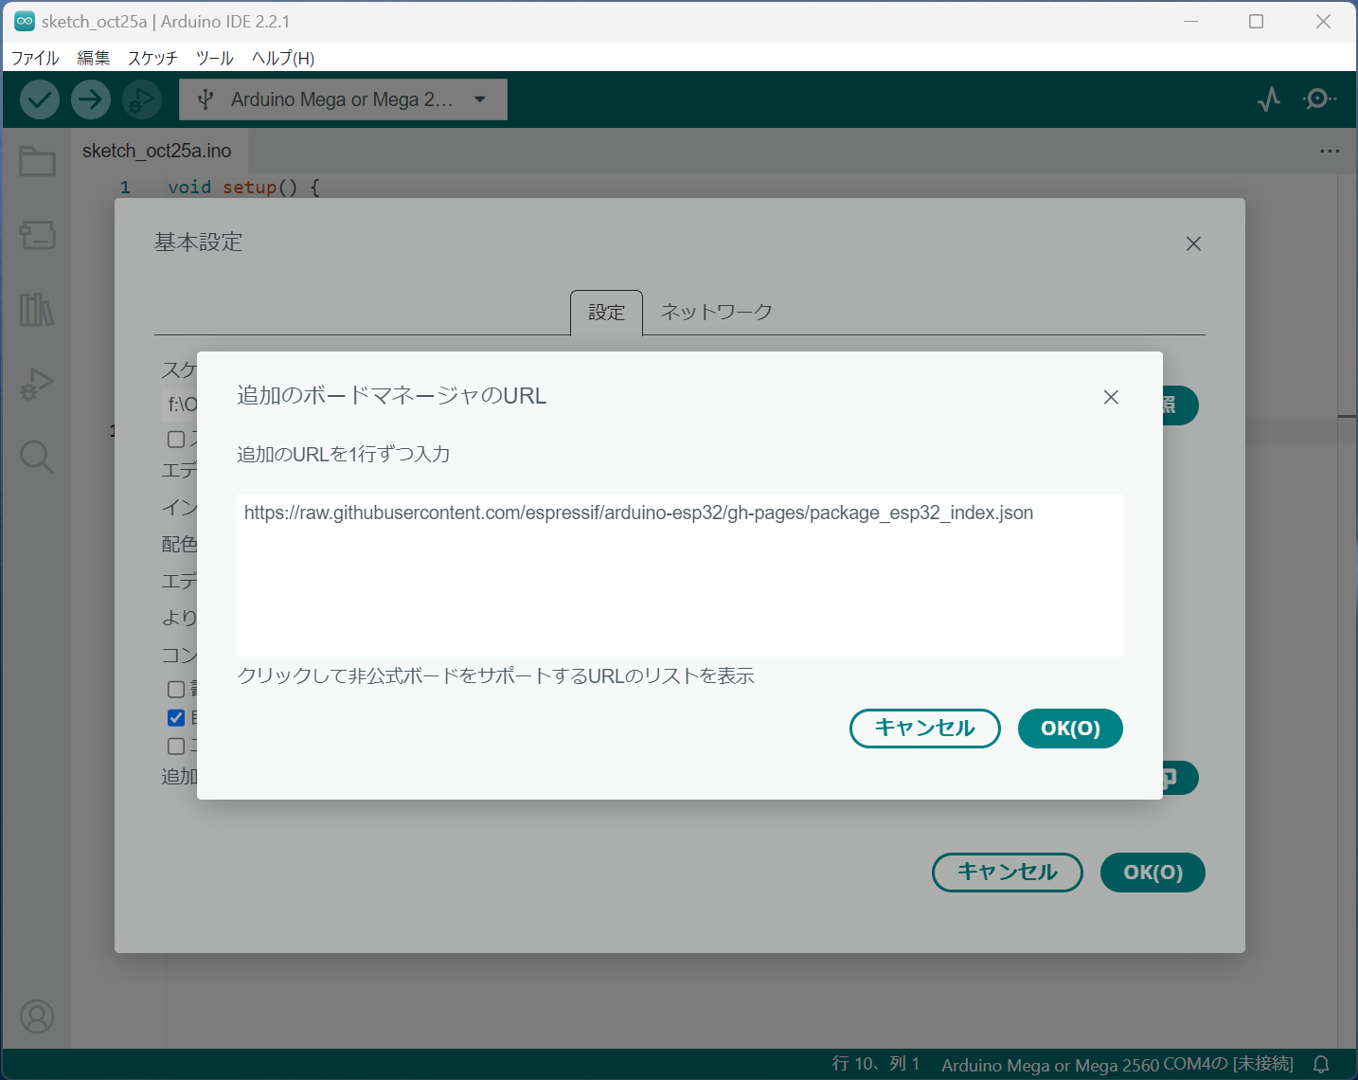 sketch_oct25a | Arduino IDE 2.2.1
ファイル 編集 スケッチ ツール ヘルプ(H)
Arduino Mega or Mega 2...
sketch_oct25a.ino
1 void setup() {
基本設定
設定 ネットワーク
スケ
追加のボードマネージャのURL
f:\O
照
追加のURLを1行ずつ入力
エデ
イン
https://raw.githubusercontent.com/espressif/arduino-esp32/gh-pages/package_esp32_index.json
配色
エデ
より
コン
クリックして非公式ボードをサポートするURLのリストを表示
キャンセル OK(O)
追加
キャンセル OK(O)
行 10、列 1 Arduino Mega or Mega 2560 COM4の [未接続]